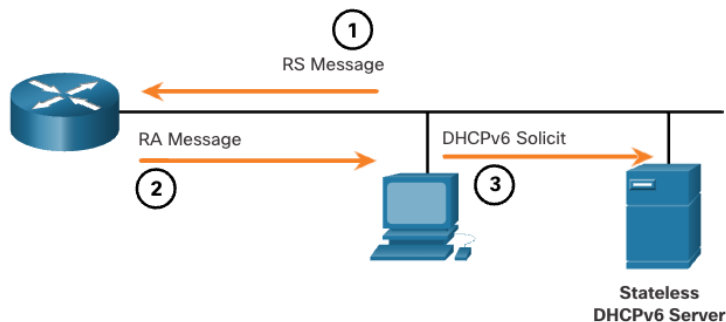 1
RS Message
RA Message
2
DHCPv6 Solicit
3
Stateless
DHCPv6 Server